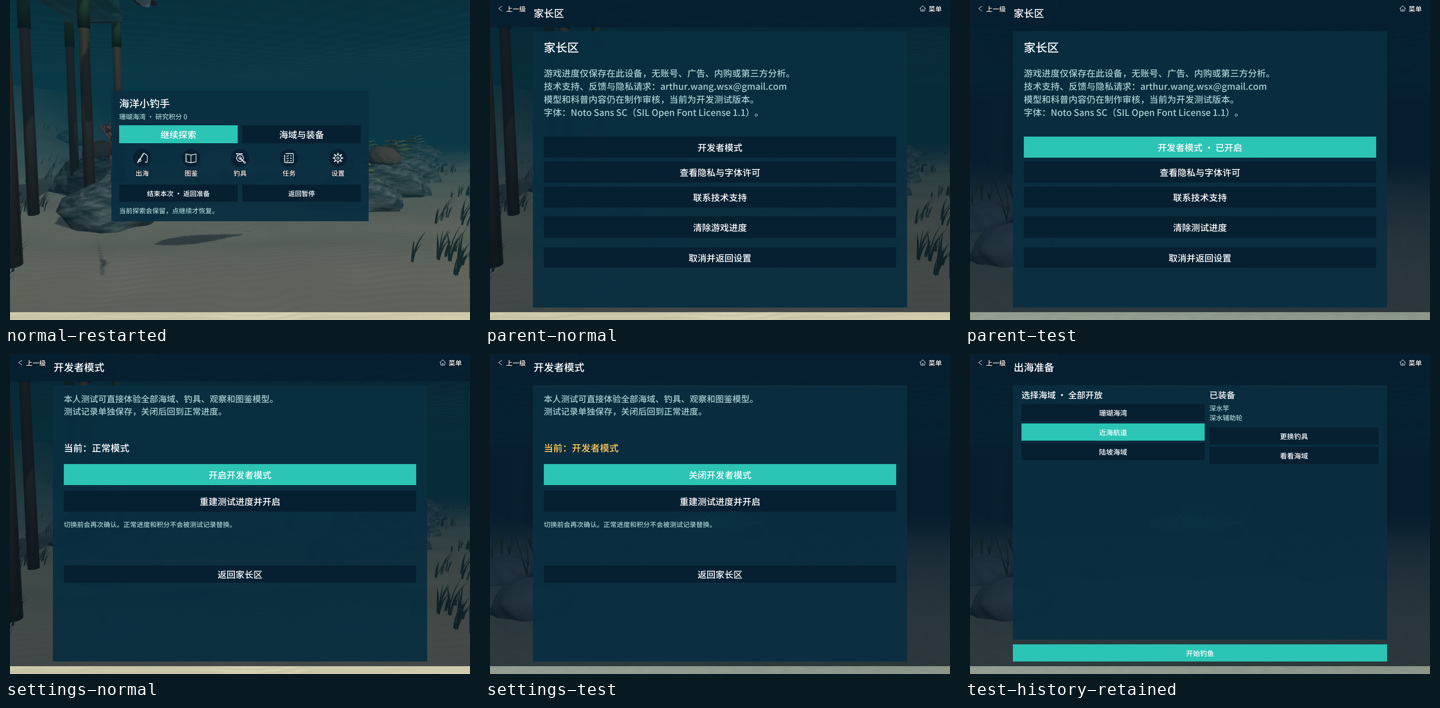 海洋小钓手
珊瑚海湾 · 研究积分 0
继续探索
海域与装备
出海
图鉴
钓具
任务
设置
结束本次 · 返回准备
返回暂停
当前探索会保留，点继续才恢复。
normal-restarted
上一级
家长区
菜单
家长区
游戏进度仅保存在此设备，无账号、广告、内购或第三方分析。
技术支持、反馈与隐私请求：arthur.wang.wsx@gmail.com
模型和科普内容仍在制作审核，当前为开发测试版本。
字体：Noto Sans SC（SIL Open Font License 1.1）。
开发者模式
查看隐私与字体许可
联系技术支持
清除游戏进度
取消并返回设置
parent-normal
上一级
家长区
菜单
家长区
游戏进度仅保存在此设备，无账号、广告、内购或第三方分析。
技术支持、反馈与隐私请求：arthur.wang.wsx@gmail.com
模型和科普内容仍在制作审核，当前为开发测试版本。
字体：Noto Sans SC（SIL Open Font License 1.1）。
开发者模式 · 已开启
查看隐私与字体许可
联系技术支持
清除测试进度
取消并返回设置
parent-test
上一级
开发者模式
菜单
本人测试可直接体验全部海域、钓具、观察和图鉴模型。
测试记录单独保存，关闭后回到正常进度。
当前：正常模式
开启开发者模式
重建测试进度并开启
切换前会再次确认。正常进度和积分不会被测试记录替换。
返回家长区
settings-normal
上一级
开发者模式
菜单
本人测试可直接体验全部海域、钓具、观察和图鉴模型。
测试记录单独保存，关闭后回到正常进度。
当前：开发者模式
关闭开发者模式
重建测试进度并开启
切换前会再次确认。正常进度和积分不会被测试记录替换。
返回家长区
settings-test
上一级
出海准备
菜单
选择海域 · 全部开放
珊瑚海湾
近海航道
陆坡海域
已装备
深水竿
深水辅助轮
更换钓具
看看海域
开始钓鱼
test-history-retained